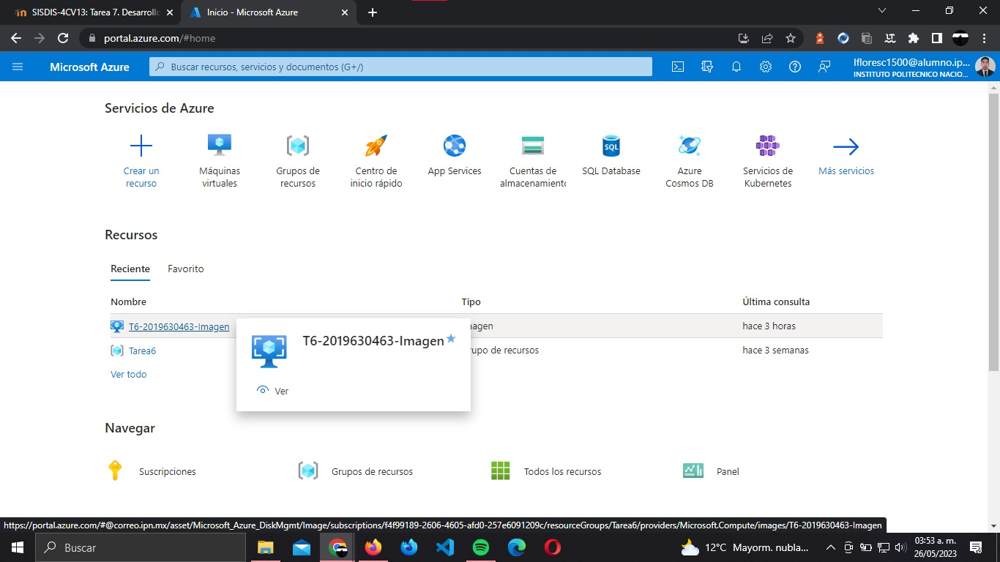 SISDIS-4CV13: Tarea 7. Desarroll
Inicio - Microsoft Azure
portal.azure.com/#home
Microsoft Azure
Buscar recursos, servicios y documentos (G+/)
lfloresc1500@alumno.ip...
INSTITUTO POLITECNICO NACIO...
Servicios de Azure
Crear un recurso
Máquinas virtuales
Grupos de recursos
Centro de inicio rápido
App Services
Cuentas de almacenamiento
SQL
SQL Database
Azure Cosmos DB
Servicios de Kubernetes
Más servicios
Recursos
Reciente Favorito
Nombre Tipo Última consulta
T6-2019630463-Imagen magen hace 3 horas
T6-2019630463-Imagen
Tarea6 rupo de recursos hace 3 semanas
Ver todo
Ver
Navegar
Suscripciones Grupos de recursos Todos los recursos Panel
https://portal.azure.com/#@correo.ipn.mx/asset/Microsoft_Azure_DiskMgmt/Image/subscriptions/f4f99189-2606-4605-afd0-257e6091209c/resourceGroups/Tarea6/providers/Microsoft.Compute/images/T6-2019630463-Imagen
Buscar
12°C Mayorm. nubla...
03:53 a. m.
26/05/2023